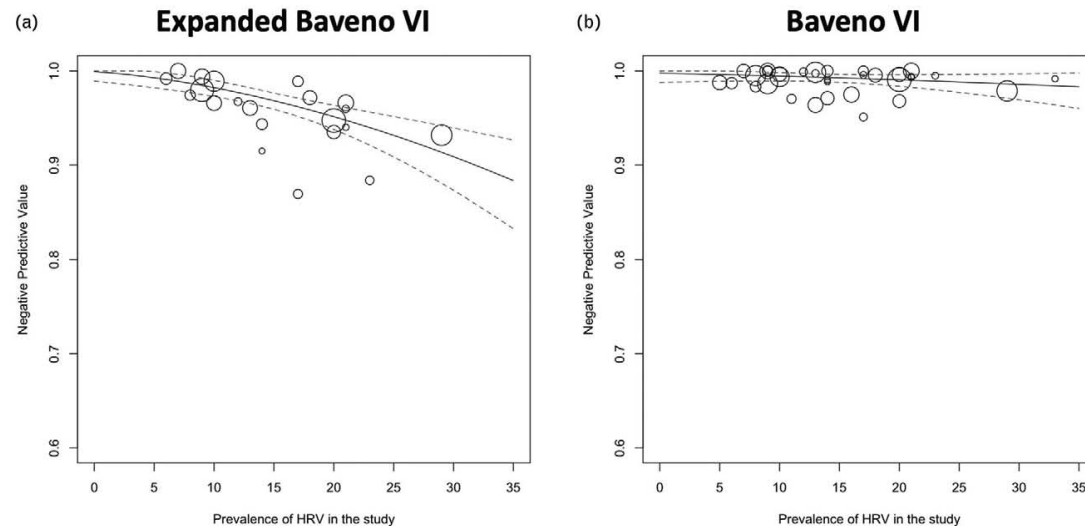 (a)
Expanded Baveno VI
1.0
0.9
0.8
0.7
0.6
Negative Predictive Value
0 5 10 15 20 25 30 35
Prevalence of HRV in the study
(b)
Baveno VI
1.0
0.9
0.8
0.7
0.6
Negative Predictive Value
0 5 10 15 20 25 30 35
Prevalence of HRV in the study